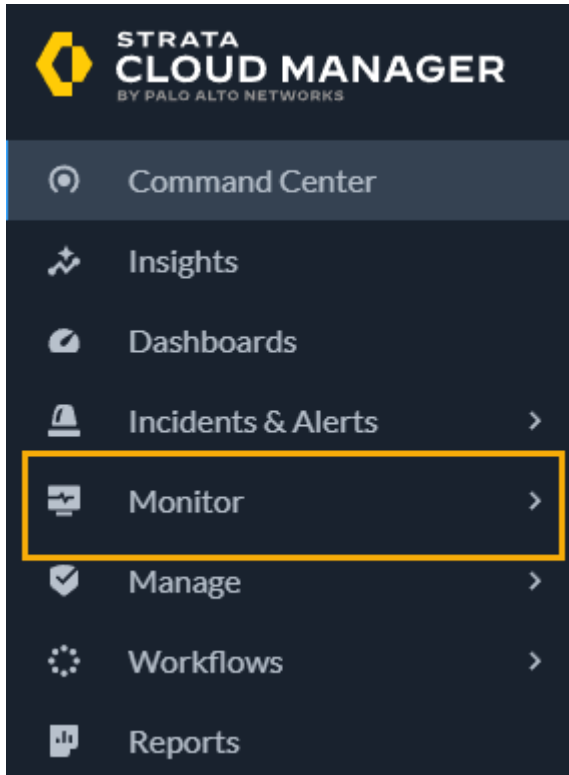 STRATA
CLOUD MANAGER
BY PALO ALTO NETWORKS
Command Center
Insights
Dashboards
Incidents & Alerts
Monitor
Manage
Workflows
Reports